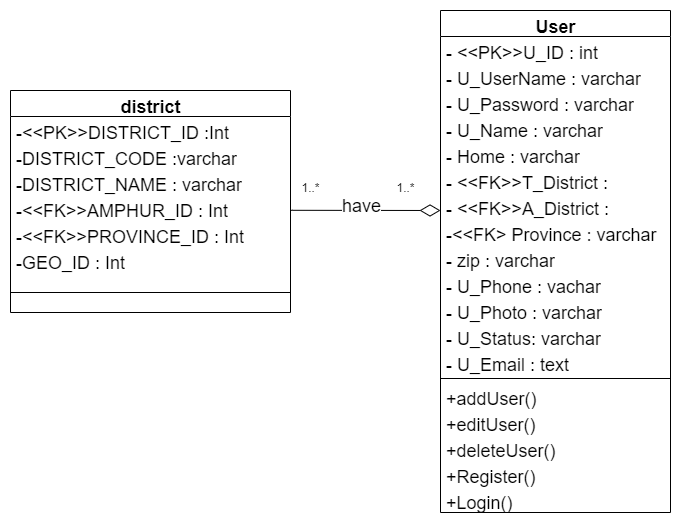 district
-<<PK>>DISTRICT_ID :Int
-DISTRICT_CODE :varchar
-DISTRICT_NAME : varchar
-<<FK>>AMPHUR_ID : Int
-<<FK>>PROVINCE_ID : Int
-GEO_ID : Int
1..*
have
1..*
User
- <<PK>>U_ID : int
- U_UserName : varchar
- U_Password : varchar
- U_Name : varchar
- Home : varchar
- <<FK>>T_District :
- <<FK>>A_District :
-<<FK> Province : varchar
- zip : varchar
- U_Phone : vachar
- U_Photo : varchar
- U_Status: varchar
- U_Email : text
+addUser()
+editUser()
+deleteUser()
+Register()
+Login()